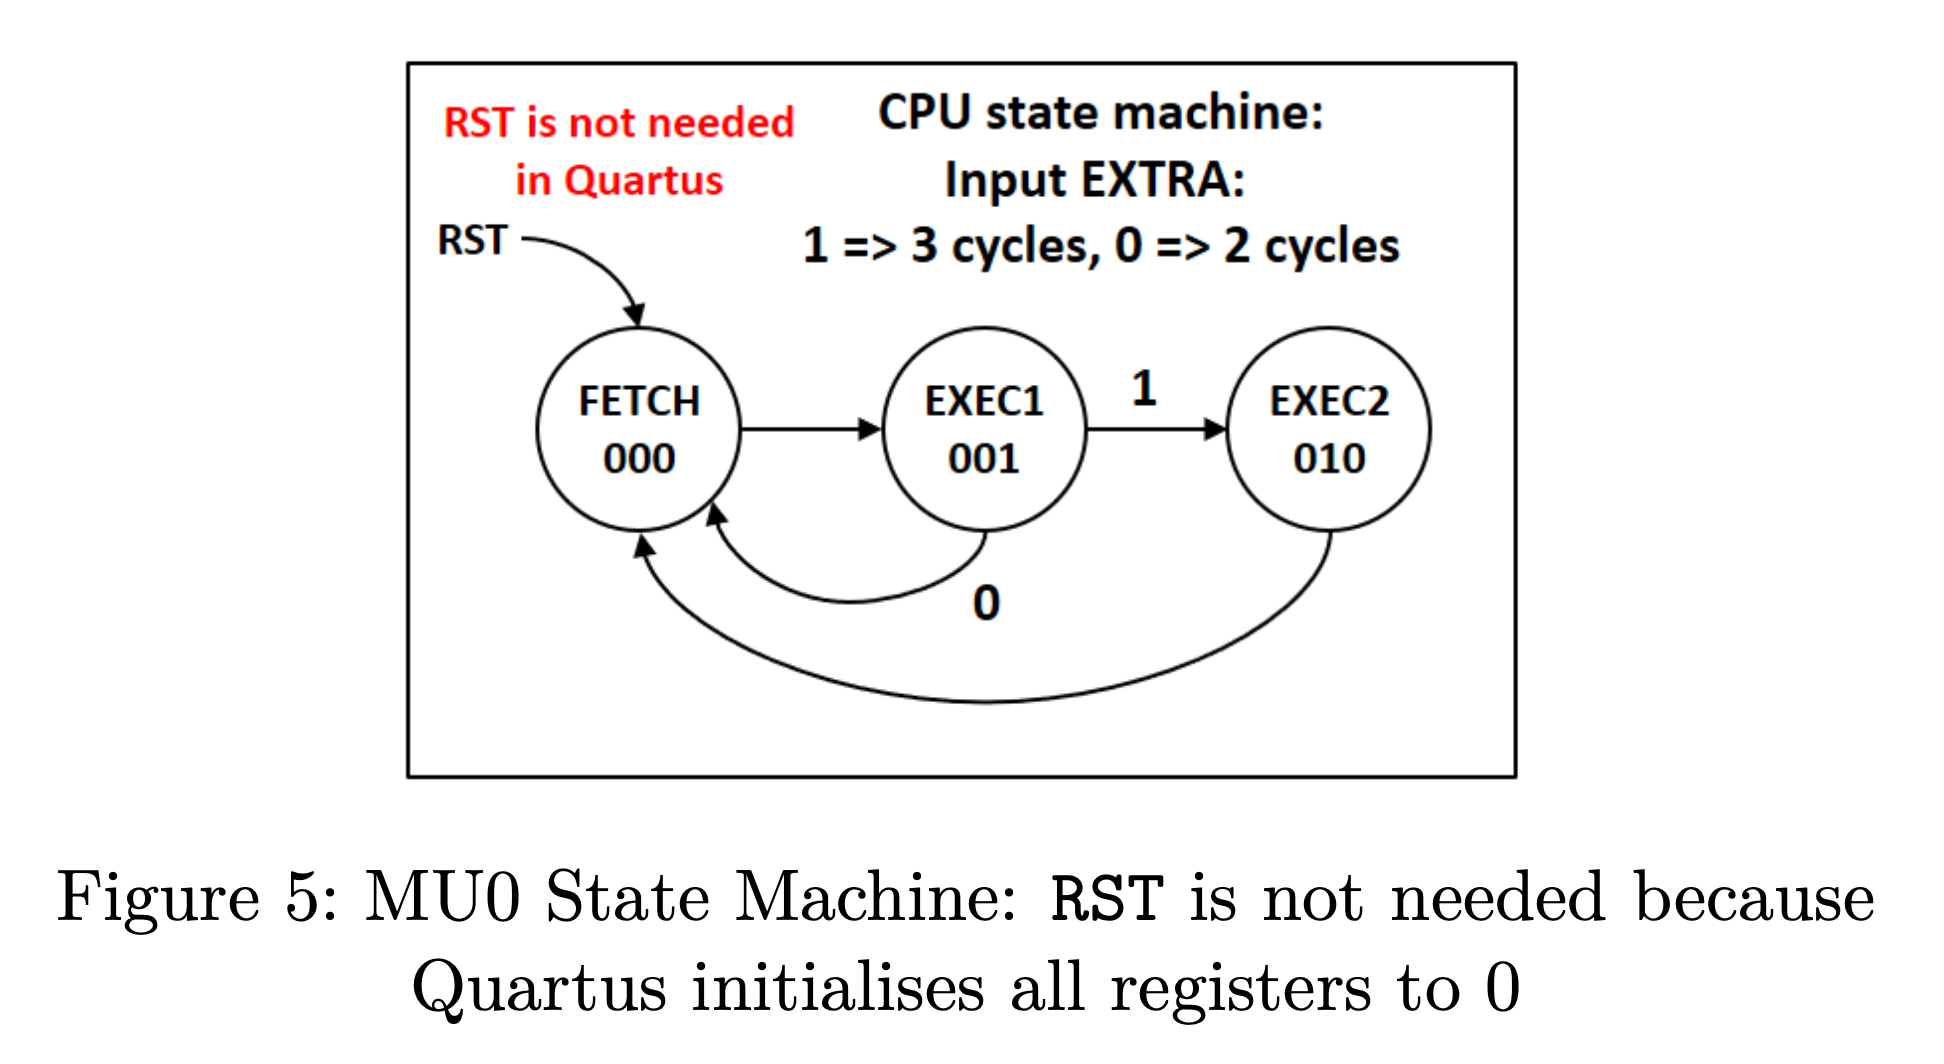 RST is not needed
in Quartus
CPU state machine:
Input EXTRA:
1 => 3 cycles, 0 => 2 cycles
RST
FETCH
000
EXEC1
001
1
EXEC2
010
0
Figure 5: MU0 State Machine: RST is not needed because
Quartus initialises all registers to 0